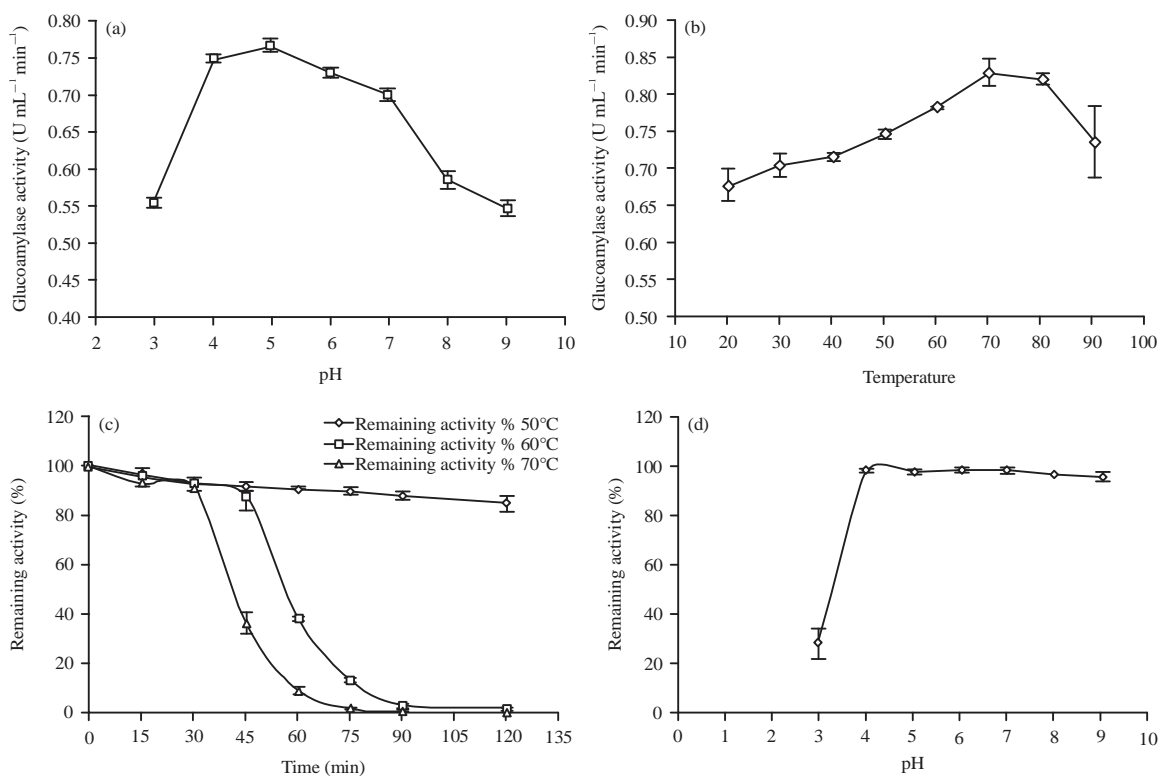 (a)
Glucoamylase activity (U mL⁻¹ min⁻¹)
0.80
0.75
0.70
0.65
0.60
0.55
0.50
0.45
0.40
2 3 4 5 6 7 8 9 10
pH
(b)
Glucoamylase activity (U mL⁻¹ min⁻¹)
0.90
0.85
0.80
0.75
0.70
0.65
0.60
0.55
0.50
10 20 30 40 50 60 70 80 90 100
Temperature
(c)
Remaining activity % 50°C
Remaining activity % 60°C
Remaining activity % 70°C
Remaining activity (%)
120
100
80
60
40
20
0
0 15 30 45 60 75 90 105 120 135
Time (min)
(d)
Remaining activity (%)
120
100
80
60
40
20
0
0 1 2 3 4 5 6 7 8 9 10
pH